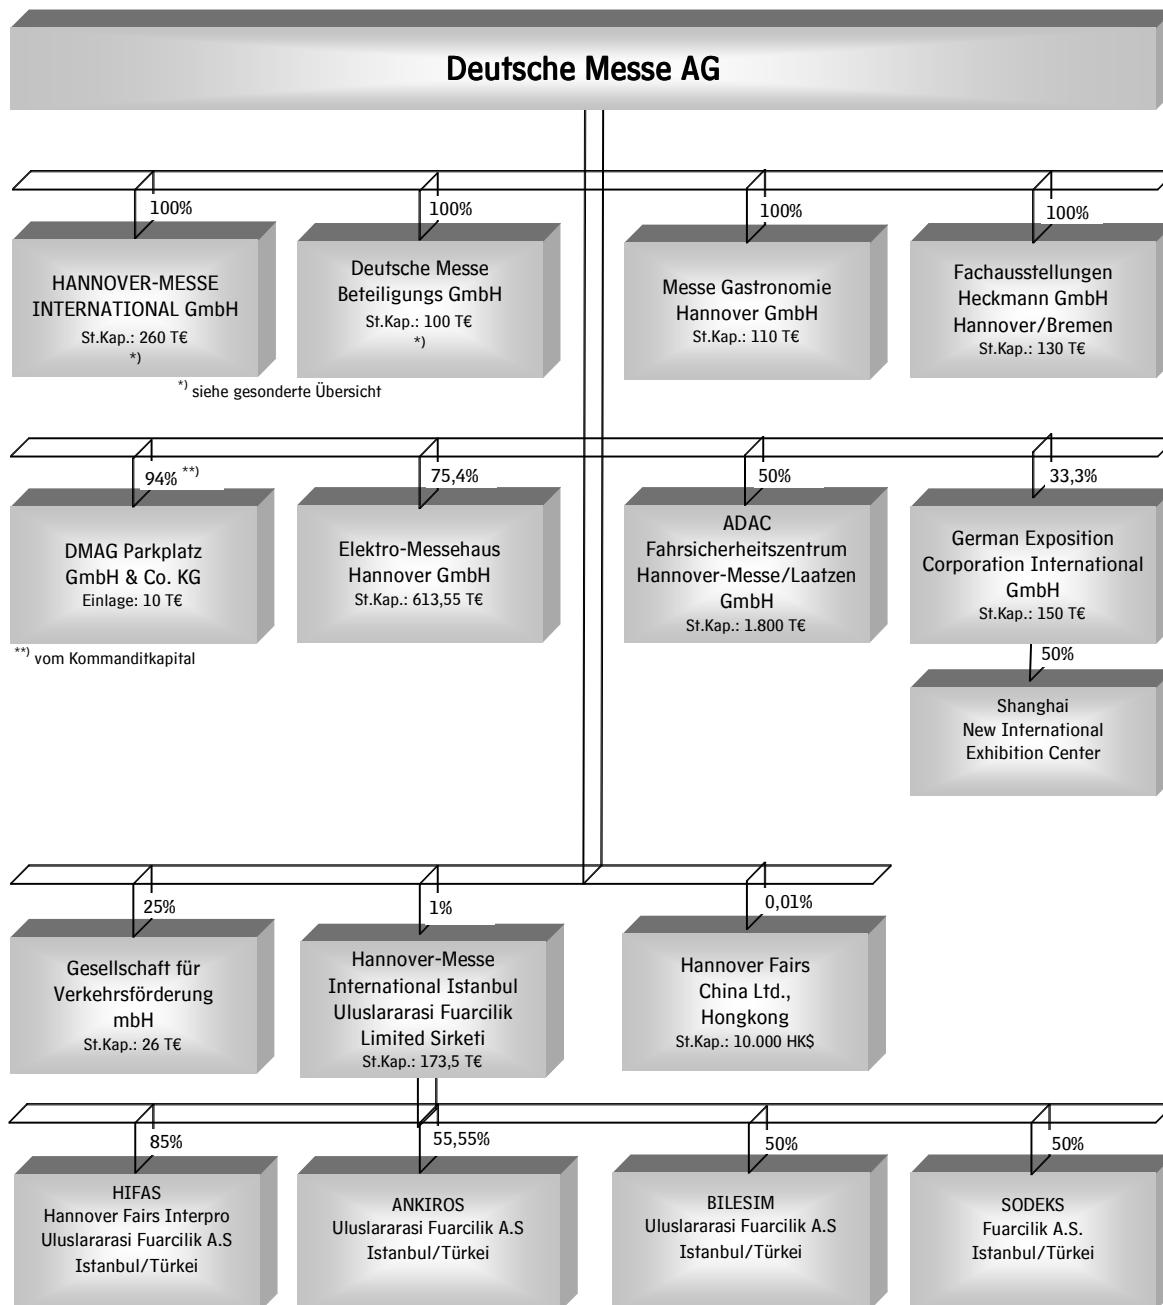 Deutsche Messe AG
100%
100%
100%
100%
HANNOVER-MESSE
INTERNATIONAL GmbH
St.Kap.: 260 T€
*)
Deutsche Messe
Beteiligungs GmbH
St.Kap.: 100 T€
*)
Messe Gastronomie
Hannover GmbH
St.Kap.: 110 T€
Fachausstellungen
Heckmann GmbH
Hannover/Bremen
St.Kap.: 130 T€
*) siehe gesonderte Übersicht
94% **)
75,4%
50%
33,3%
DMAG Parkplatz
GmbH & Co. KG
Einlage: 10 T€
Elektro-Messehaus
Hannover GmbH
St.Kap.: 613,55 T€
ADAC
Fahrsicherheitszentrum
Hannover-Messe/Laatzen
GmbH
St.Kap.: 1.800 T€
German Exposition
Corporation International
GmbH
St.Kap.: 150 T€
**) vom Kommanditkapital
50%
Shanghai
New International
Exhibition Center
25%
1%
0,01%
Gesellschaft für
Verkehrsförderung
mbH
St.Kap.: 26 T€
Hannover-Messe
International Istanbul
Uluslararasi Fuarcilik
Limited Sirketi
St.Kap.: 173,5 T€
Hannover Fairs
China Ltd.,
Hongkong
St.Kap.: 10.000 HK$
85%
55,55%
50%
50%
HIFAS
Hannover Fairs Interpro
Uluslararasi Fuarcilik A.S
Istanbul/Türkei
ANKIROS
Uluslararasi Fuarcilik A.S
Istanbul/Türkei
BILESIM
Uluslararasi Fuarcilik A.S
Istanbul/Türkei
SODEKS
Fuarcilik A.S.
Istanbul/Türkei